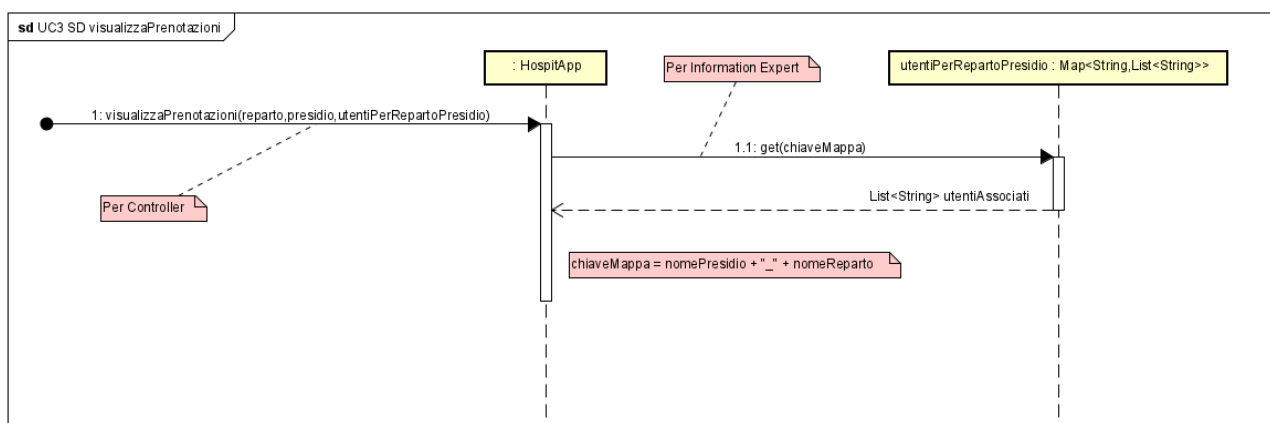 sd UC3 SD visualizzaPrenotazioni
: HospitApp
Per Information Expert
utentiPerRepartoPresidio : Map<String,List<String>>
1: visualizzaPrenotazioni(reparto,presidio,utentiPerRepartoPresidio)
1.1: get(chiaveMappa)
Per Controller
List<String> utentiAssociati
chiaveMappa = nomePresidio + "_" + nomeReparto